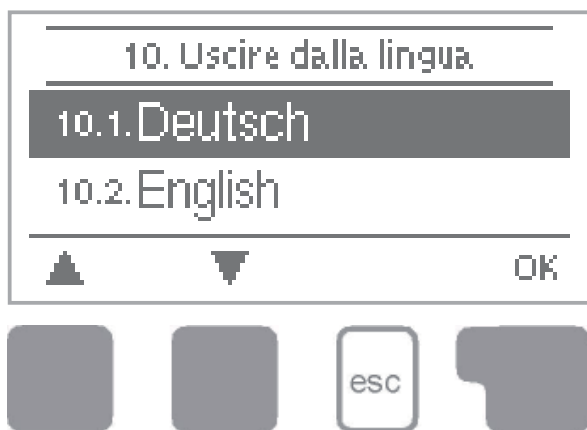 10. Uscire dalla lingua
10.1.Deutsch
10.2.English
OK
esc